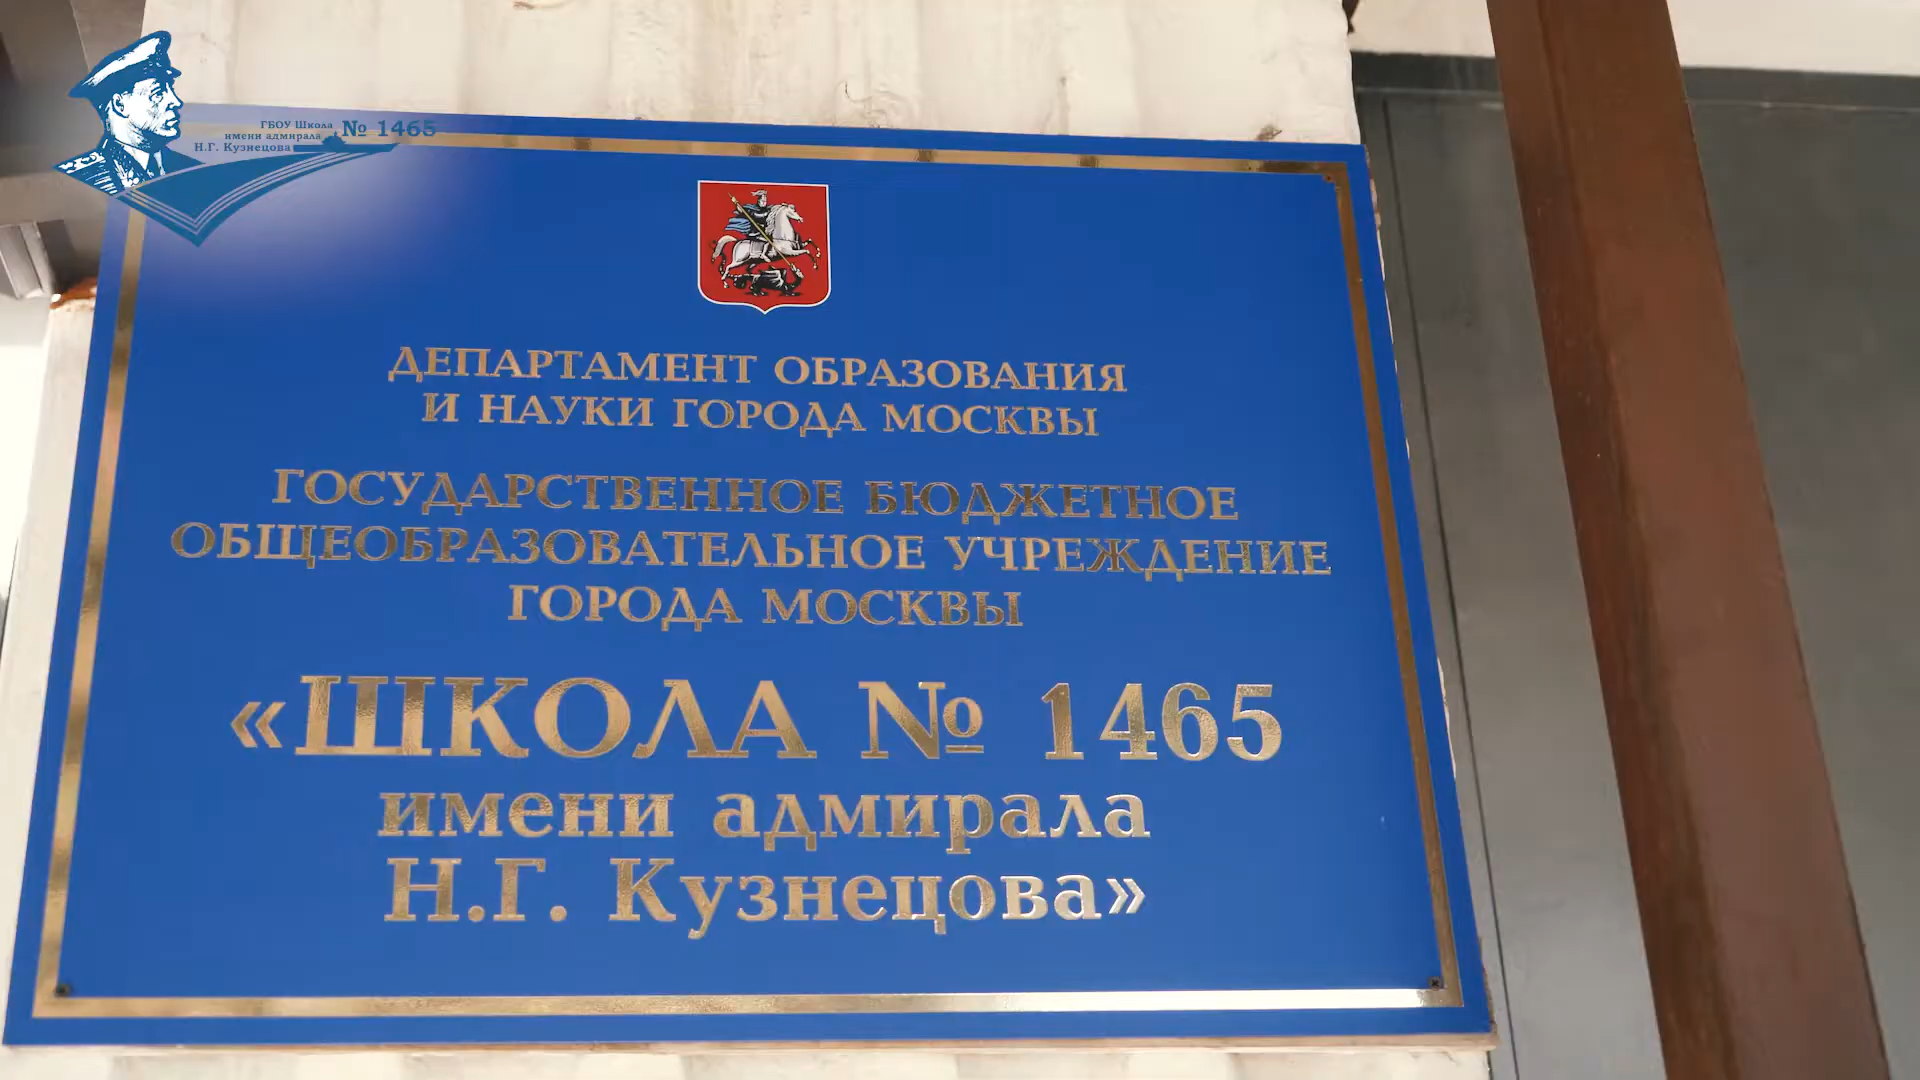 ГБОУ Школа
имени адмирала
Н.Г. Кузнецова
№ 1465
ДЕПАРТАМЕНТ ОБРАЗОВАНИЯ
И НАУКИ ГОРОДА МОСКВЫ
ГОСУДАРСТВЕННОЕ БЮДЖЕТНОЕ
ОБЩЕОБРАЗОВАТЕЛЬНОЕ УЧРЕЖДЕНИЕ
ГОРОДА МОСКВЫ
«ШКОЛА № 1465
имени адмирала
Н.Г. Кузнецова»